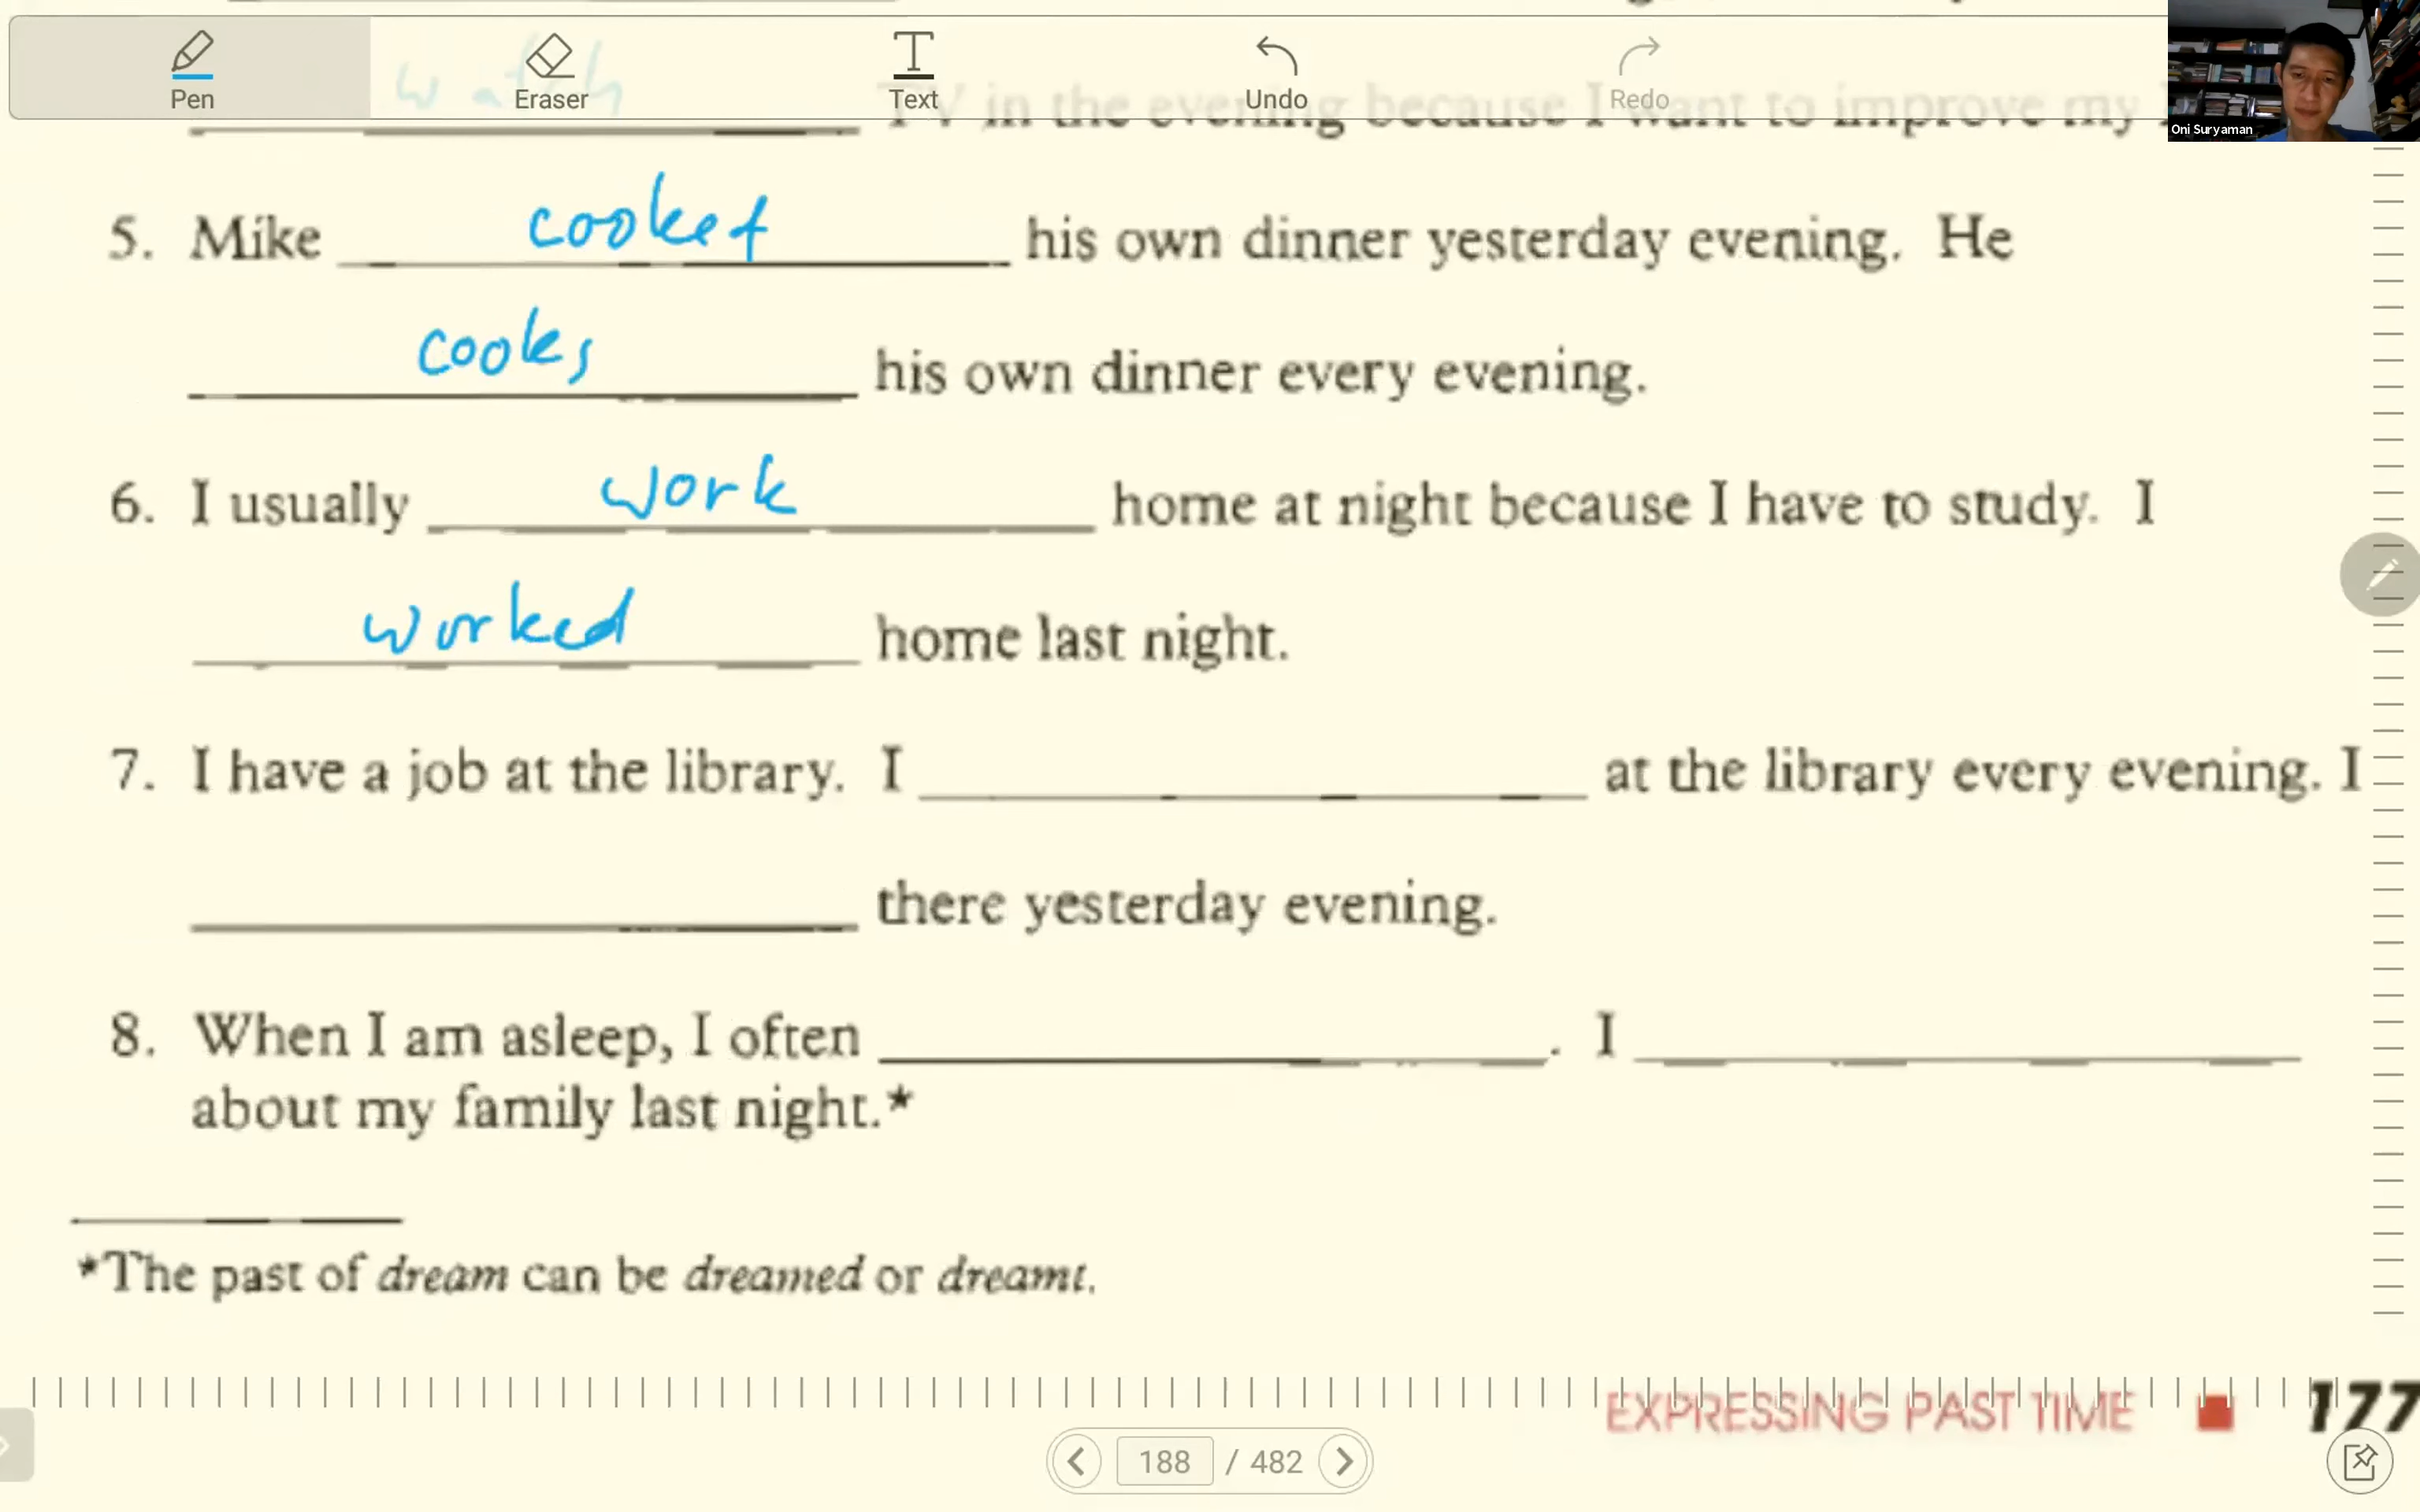 Pen Eraser Text Undo Redo
Oni Suryaman
watch TV in the evening because I want to improve my
5. Mike cooked his own dinner yesterday evening. He
cooks his own dinner every evening.
6. I usually work home at night because I have to study. I
worked home last night.
7. I have a job at the library. I at the library every evening. I
there yesterday evening.
8. When I am asleep, I often . I
about my family last night.*
*The past of dream can be dreamed or dreamt.
EXPRESSING PAST TIME 177
188 / 482